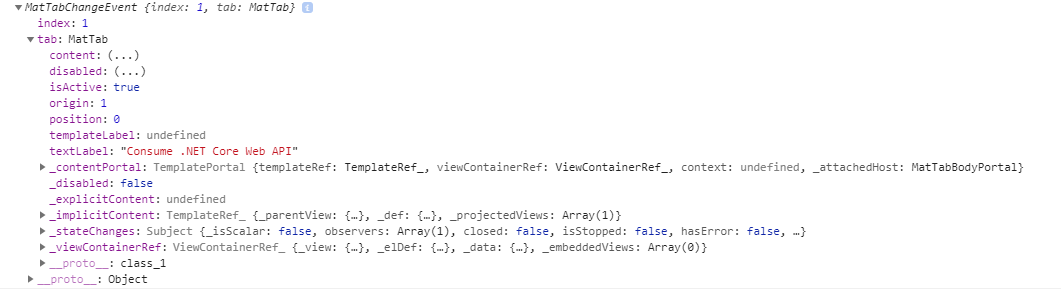 ▼MatTabChangeEvent {index: 1, tab: MatTab} i
index: 1
▼tab: MatTab
content: (...)
disabled: (...)
isActive: true
origin: 1
position: 0
templateLabel: undefined
textLabel: "Consume .NET Core Web API"
▶_contentPortal: TemplatePortal {templateRef: TemplateRef_, viewContainerRef: ViewContainerRef_, context: undefined, _attachedHost: MatTabBodyPortal}
_disabled: false
_explicitContent: undefined
▶_implicitContent: TemplateRef_ {_parentView: {…}, _def: {…}, _projectedViews: Array(1)}
▶_stateChanges: Subject {_isScalar: false, observers: Array(1), closed: false, isStopped: false, hasError: false, …}
▶_viewContainerRef: ViewContainerRef_ {_view: {…}, _elDef: {…}, _data: {…}, _embeddedViews: Array(0)}
▶__proto__: class_1
▶__proto__: Object